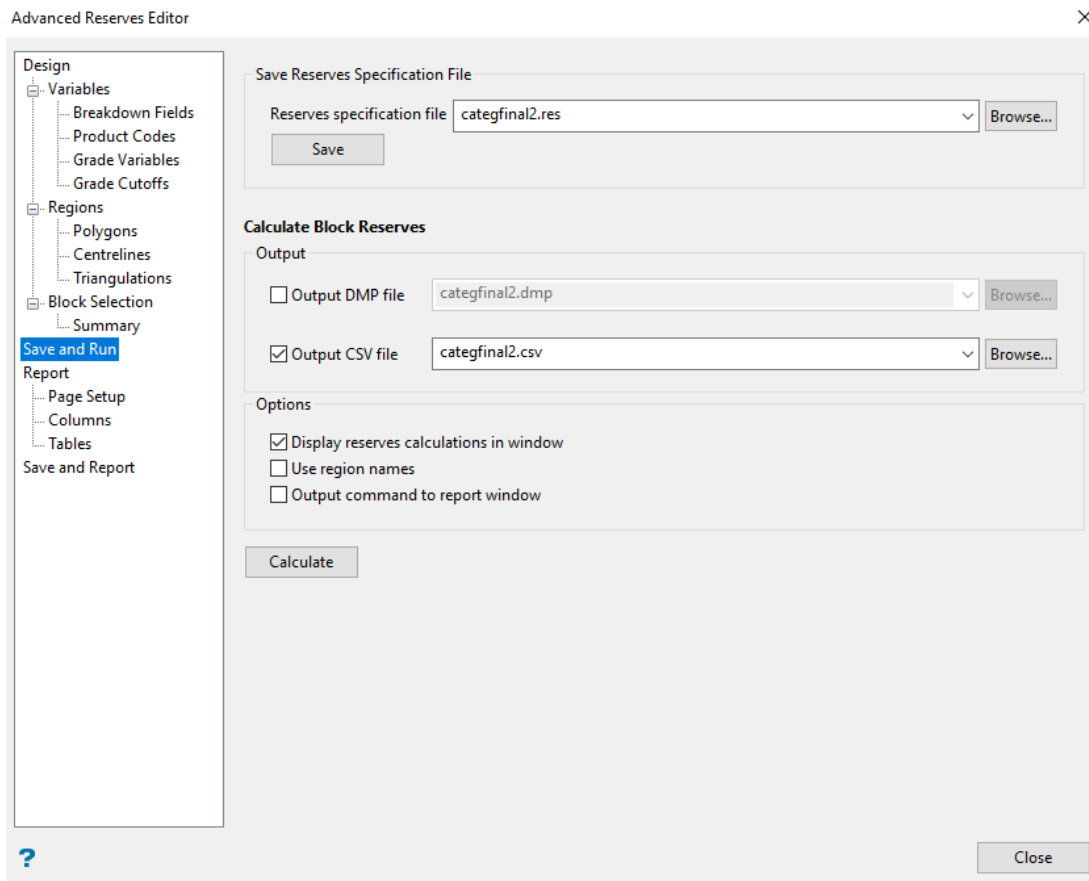 Advanced Reserves Editor
Design
Variables
Breakdown Fields
Product Codes
Grade Variables
Grade Cutoffs
Regions
Polygons
Centrelines
Triangulations
Block Selection
Summary
Save and Run
Report
Page Setup
Columns
Tables
Save and Report
Save Reserves Specification File
Reserves specification file categfinal2.res Browse...
Save
Calculate Block Reserves
Output
Output DMP file categfinal2.dmp Browse...
Output CSV file categfinal2.csv Browse...
Options
Display reserves calculations in window
Use region names
Output command to report window
Calculate
? Close